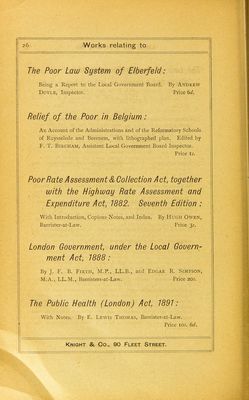 26 Works relating to
The Poor Law System of Elberfeld:
Being a Report to the Local Government Board. By Andrew
Doyle, Inspector. Price 6d.
Relief of the Poor in Belgium:
An Account of the Administrations and of the Reformatory Schools
of Ruysselede and Beernem, with lithographed plan. Edited by
F. T. Bircham, Assistant Local Government Board Inspector.
Price 1s.
Poor Rate Assessment & Collection Act, together
with the Highway Rate Assessment and
Expenditure Act, 1882. Seventh Edition:
With Introduction, Copious Notes, and Index. By Hugh Owen,
Barrister-at-Law. Price 3s.
London Government, under the Local Govern-
ment Act, 1888:
By J. F. B. Firth, M.P., LL.B., and Edgar R. Simpson,
M.A., LL.M., Barristers-at-Law. Price 20s.
The Public Health (London) Act, 1891:
With Notes. By E. Lewis Thomas, Barrister-at-Law.
Price 10s. 6d.
Knight & Co., 90 Fleet Street.